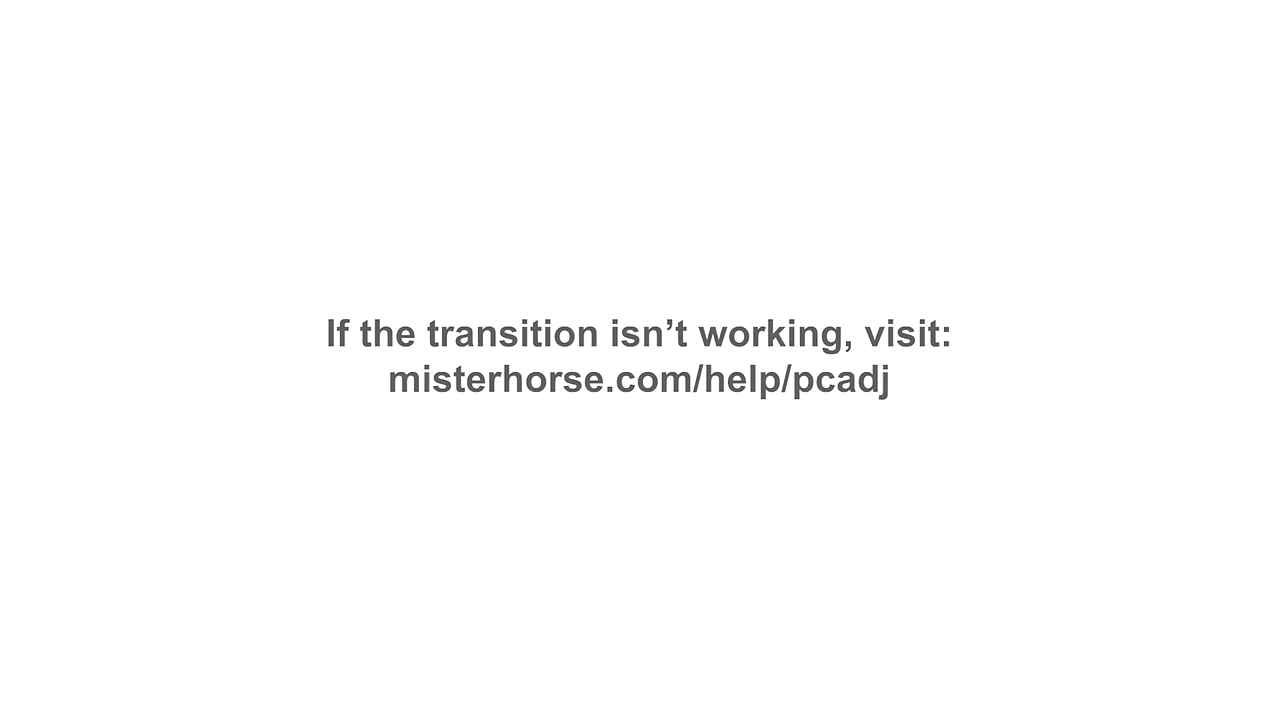 If the transition isn’t working, visit:
misterhorse.com/help/pcadj